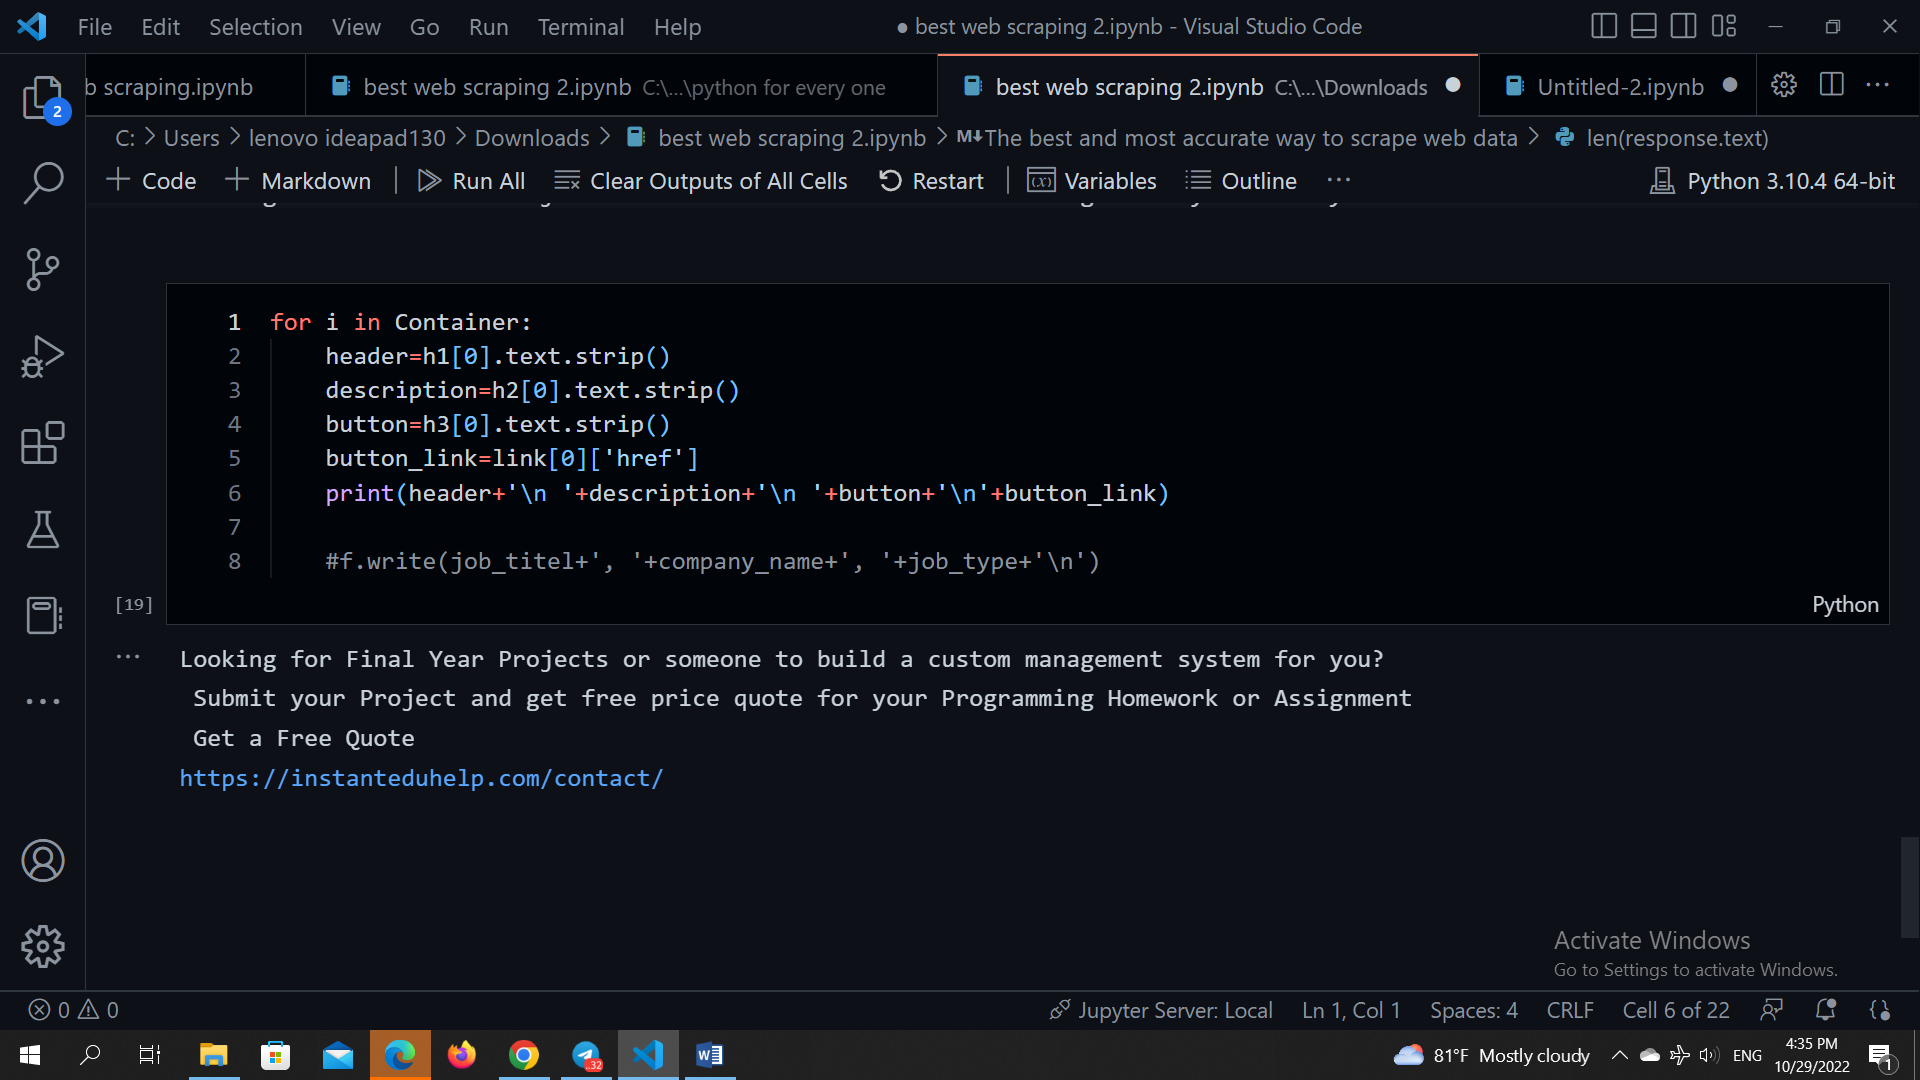 File Edit Selection View Go Run Terminal Help
● best web scraping 2.ipynb - Visual Studio Code
b scraping.ipynb
best web scraping 2.ipynb C:\...\python for every one
best web scraping 2.ipynb C:\...\Downloads
Untitled-2.ipynb
2
C: > Users > lenovo ideapad130 > Downloads > best web scraping 2.ipynb > M↓The best and most accurate way to scrape web data > len(response.text)
+ Code + Markdown | Run All Clear Outputs of All Cells Restart | (x) Variables Outline ...
Python 3.10.4 64-bit
1 for i in Container:
2 header=h1[0].text.strip()
3 description=h2[0].text.strip()
4 button=h3[0].text.strip()
5 button_link=link[0]['href']
6 print(header+'\n '+description+'\n '+button+'\n'+button_link)
7
8 #f.write(job_titel+', '+company_name+', '+job_type+'\n')
[19]
Python
Looking for Final Year Projects or someone to build a custom management system for you?
Submit your Project and get free price quote for your Programming Homework or Assignment
Get a Free Quote
https://instanteduhelp.com/contact/
Activate Windows
Go to Settings to activate Windows.
0 0
Jupyter Server: Local Ln 1, Col 1 Spaces: 4 CRLF Cell 6 of 22
..32
81°F Mostly cloudy
ENG
4:35 PM
10/29/2022
1